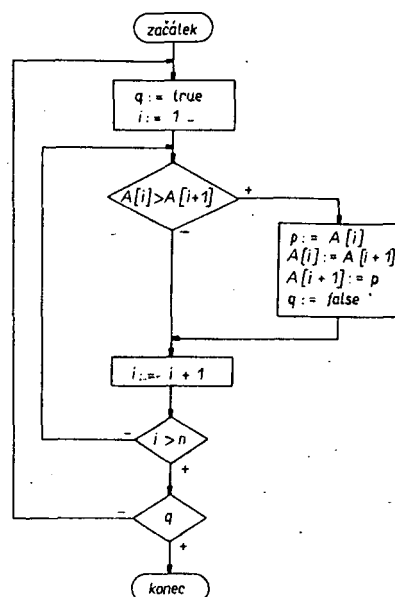 začátek
q := true
i := 1
A[i]>A[i+1]
+
−
p := A[i]
A[i] := A[i+1]
A[i + 1] := p
q := false
i := i + 1
−
i > n
+
−
q
+
konec